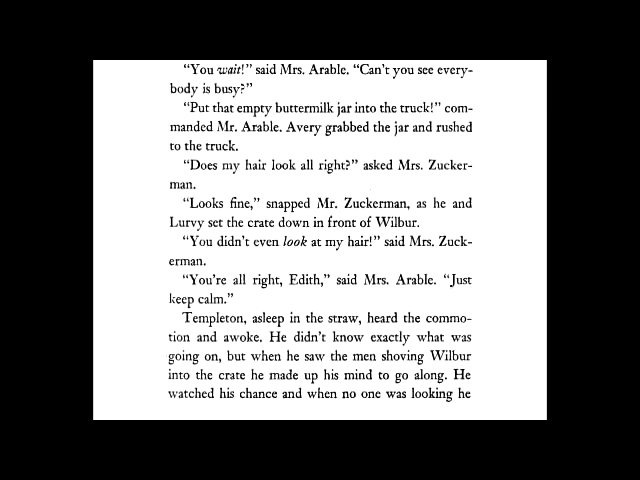 “You wait!” said Mrs. Arable. “Can’t you see every-
body is busy?”
“Put that empty buttermilk jar into the truck!” com-
manded Mr. Arable. Avery grabbed the jar and rushed
to the truck.
“Does my hair look all right?” asked Mrs. Zucker-
man.
“Looks fine,” snapped Mr. Zuckerman, as he and
Lurvy set the crate down in front of Wilbur.
“You didn’t even look at my hair!” said Mrs. Zuck-
erman.
“You’re all right, Edith,” said Mrs. Arable. “Just
keep calm.”
Templeton, asleep in the straw, heard the commo-
tion and awoke. He didn’t know exactly what was
going on, but when he saw the men shoving Wilbur
into the crate he made up his mind to go along. He
watched his chance and when no one was looking he